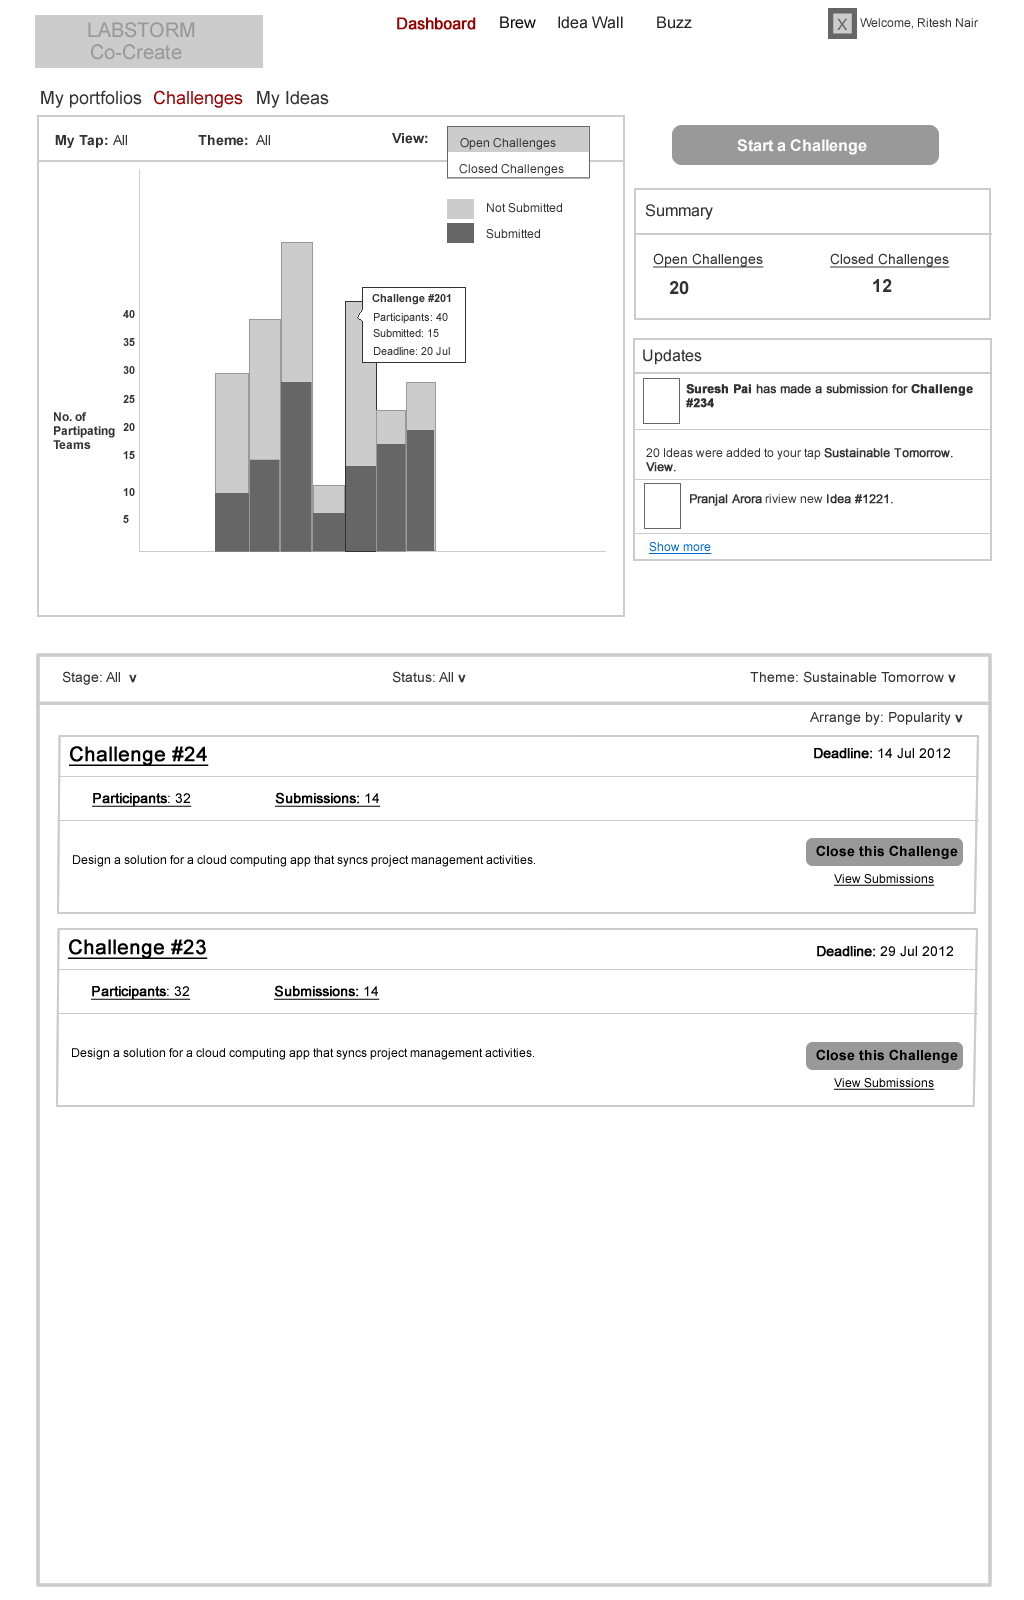 LABSTORM
Co-Create
Dashboard Brew Idea Wall Buzz
X Welcome, Ritesh Nair
My portfolios Challenges My Ideas
My Tap: All Theme: All View:
Open Challenges
Closed Challenges
Start a Challenge
Not Submitted
Submitted
Challenge #201
Participants: 40
Submitted: 15
Deadline: 20 Jul
40
35
30
25
20
15
10
5
No. of
Partipating
Teams
Summary
Open Challenges Closed Challenges
20 12
Updates
Suresh Pai has made a submission for Challenge
#234
20 Ideas were added to your tap Sustainable Tomorrow.
View.
Pranjal Arora riview new Idea #1221.
Show more
Stage: All v Status: All v Theme: Sustainable Tomorrow v
Arrange by: Popularity v
Challenge #24 Deadline: 14 Jul 2012
Participants: 32 Submissions: 14
Design a solution for a cloud computing app that syncs project management activities.
Close this Challenge
View Submissions
Challenge #23 Deadline: 29 Jul 2012
Participants: 32 Submissions: 14
Design a solution for a cloud computing app that syncs project management activities.
Close this Challenge
View Submissions